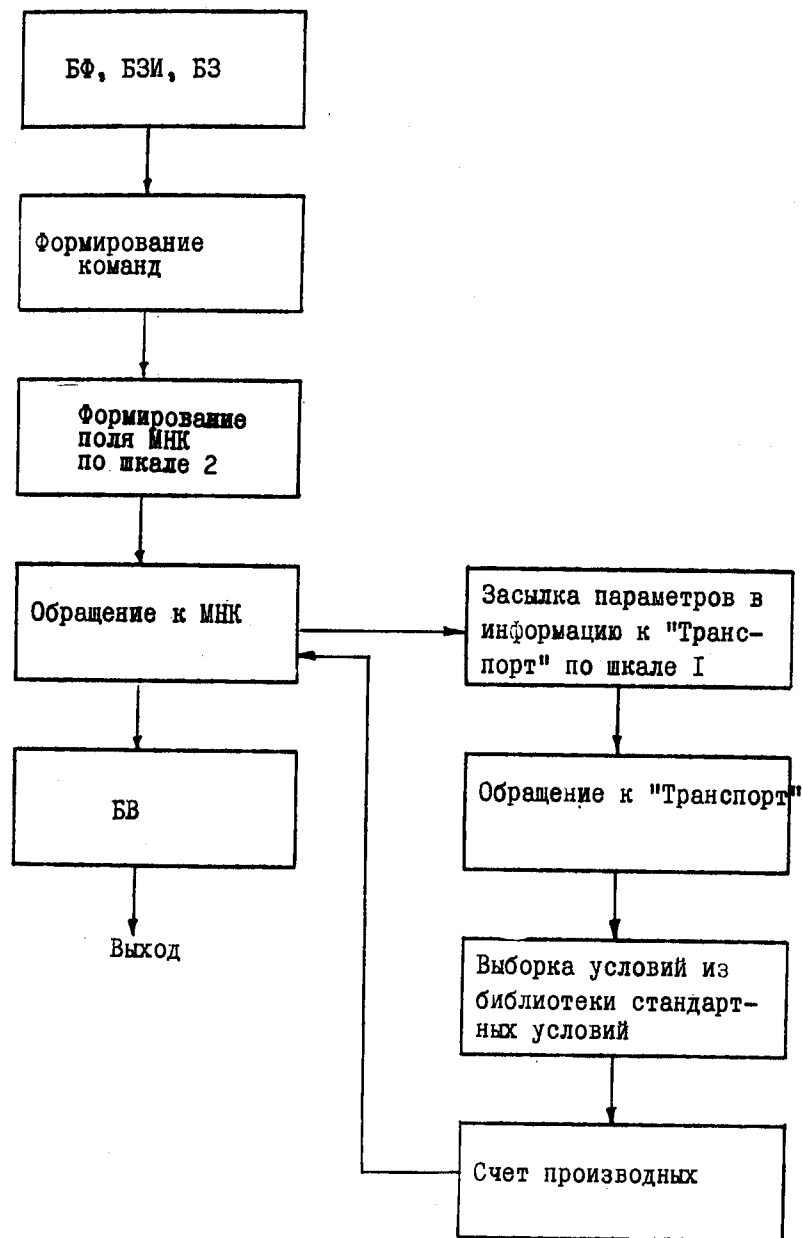 БФ, БЗИ, БЗ
Формирование
команд
Формирование
поля МНК
по шкале 2
Обращение к МНК
БВ
Выход
Засылка параметров в
информацию к "Транс-
порт" по шкале I
Обращение к "Транспорт"
Выборка условий из
библиотеки стандарт-
ных условий
Счет производных